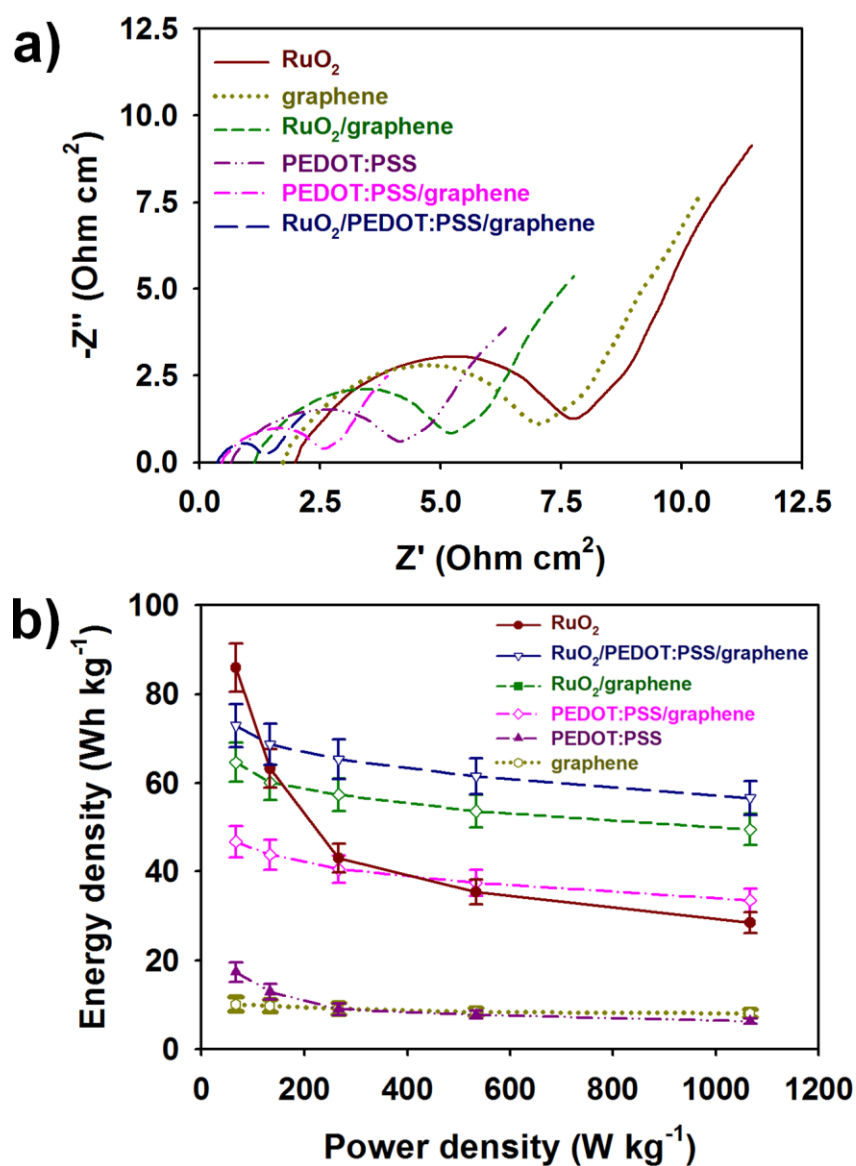 a)
12.5
10.0
7.5
5.0
2.5
0.0
-Z" (Ohm cm²)
RuO₂
graphene
RuO₂/graphene
PEDOT:PSS
PEDOT:PSS/graphene
RuO₂/PEDOT:PSS/graphene
0.0 2.5 5.0 7.5 10.0 12.5
Z' (Ohm cm²)
b)
100
80
60
40
20
0
Energy density (Wh kg⁻¹)
RuO₂
RuO₂/PEDOT:PSS/graphene
RuO₂/graphene
PEDOT:PSS/graphene
PEDOT:PSS
graphene
0 200 400 600 800 1000 1200
Power density (W kg⁻¹)